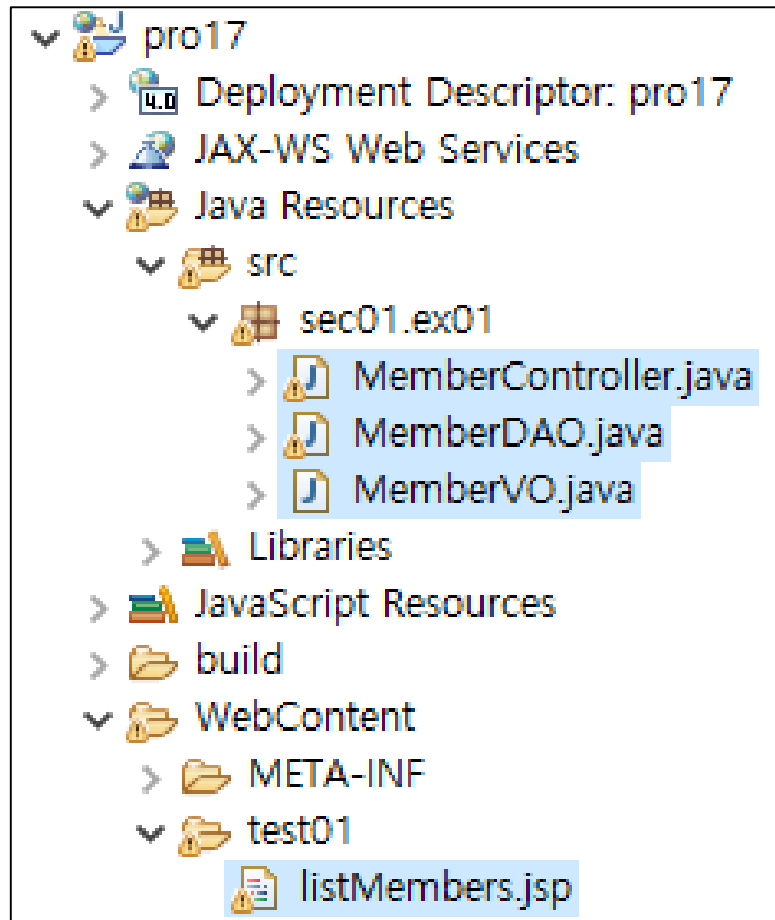 pro17
Deployment Descriptor: pro17
JAX-WS Web Services
Java Resources
src
sec01.ex01
MemberController.java
MemberDAO.java
MemberVO.java
Libraries
JavaScript Resources
build
WebContent
META-INF
test01
listMembers.jsp